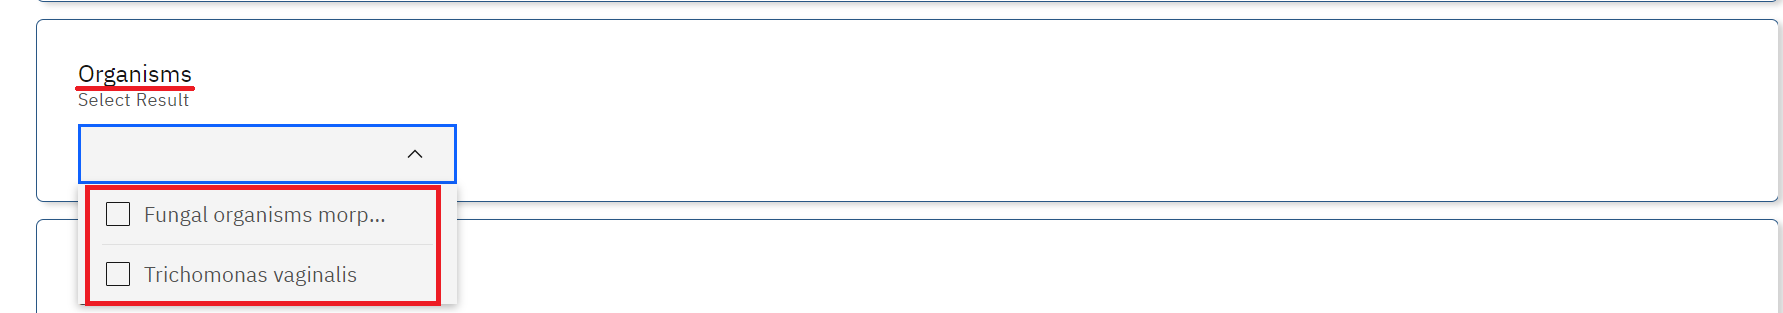 Organisms
Select Result
Fungal organisms morp...
Trichomonas vaginalis